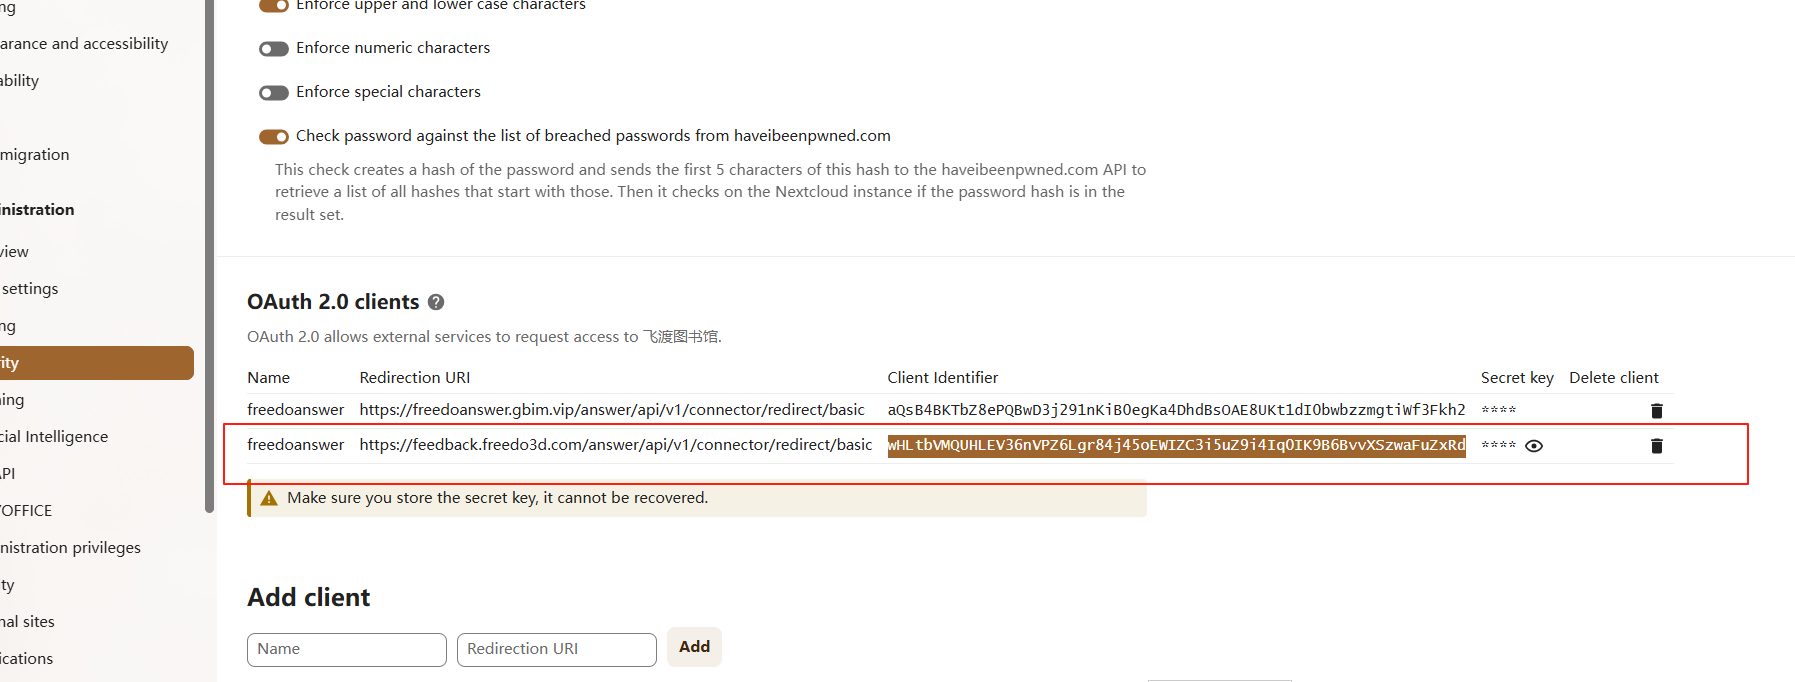 ng
Enforce upper and lower case characters
arance and accessibility
Enforce numeric characters
ability
Enforce special characters
Check password against the list of breached passwords from haveibeenpwned.com
migration
This check creates a hash of the password and sends the first 5 characters of this hash to the haveibeenpwned.com API to
retrieve a list of all hashes that start with those. Then it checks on the Nextcloud instance if the password hash is in the
result set.
inistration
view
settings
ng
rity
ning
cial Intelligence
API
YOFFICE
nistration privileges
ty
nal sites
ications
OAuth 2.0 clients
OAuth 2.0 allows external services to request access to 飞渡图书馆.
Name Redirection URI Client Identifier Secret key Delete client
freedoanswer https://freedoanswer.gbim.vip/answer/api/v1/connector/redirect/basic aQsB4BKTbZ8ePQBwD3j291nKiB0egKa4DhdBsOAE8UKt1dI0bwbzzmgtiWf3Fkh2 ****
freedoanswer https://feedback.freedo3d.com/answer/api/v1/connector/redirect/basic wHLtbVMQUHLEV36nVPZ6Lgr84j45oEWIZC3i5uZ9i4IqOIK9B6BvvXSzwaFuZxRd ****
Make sure you store the secret key, it cannot be recovered.
Add client
Name Redirection URI Add